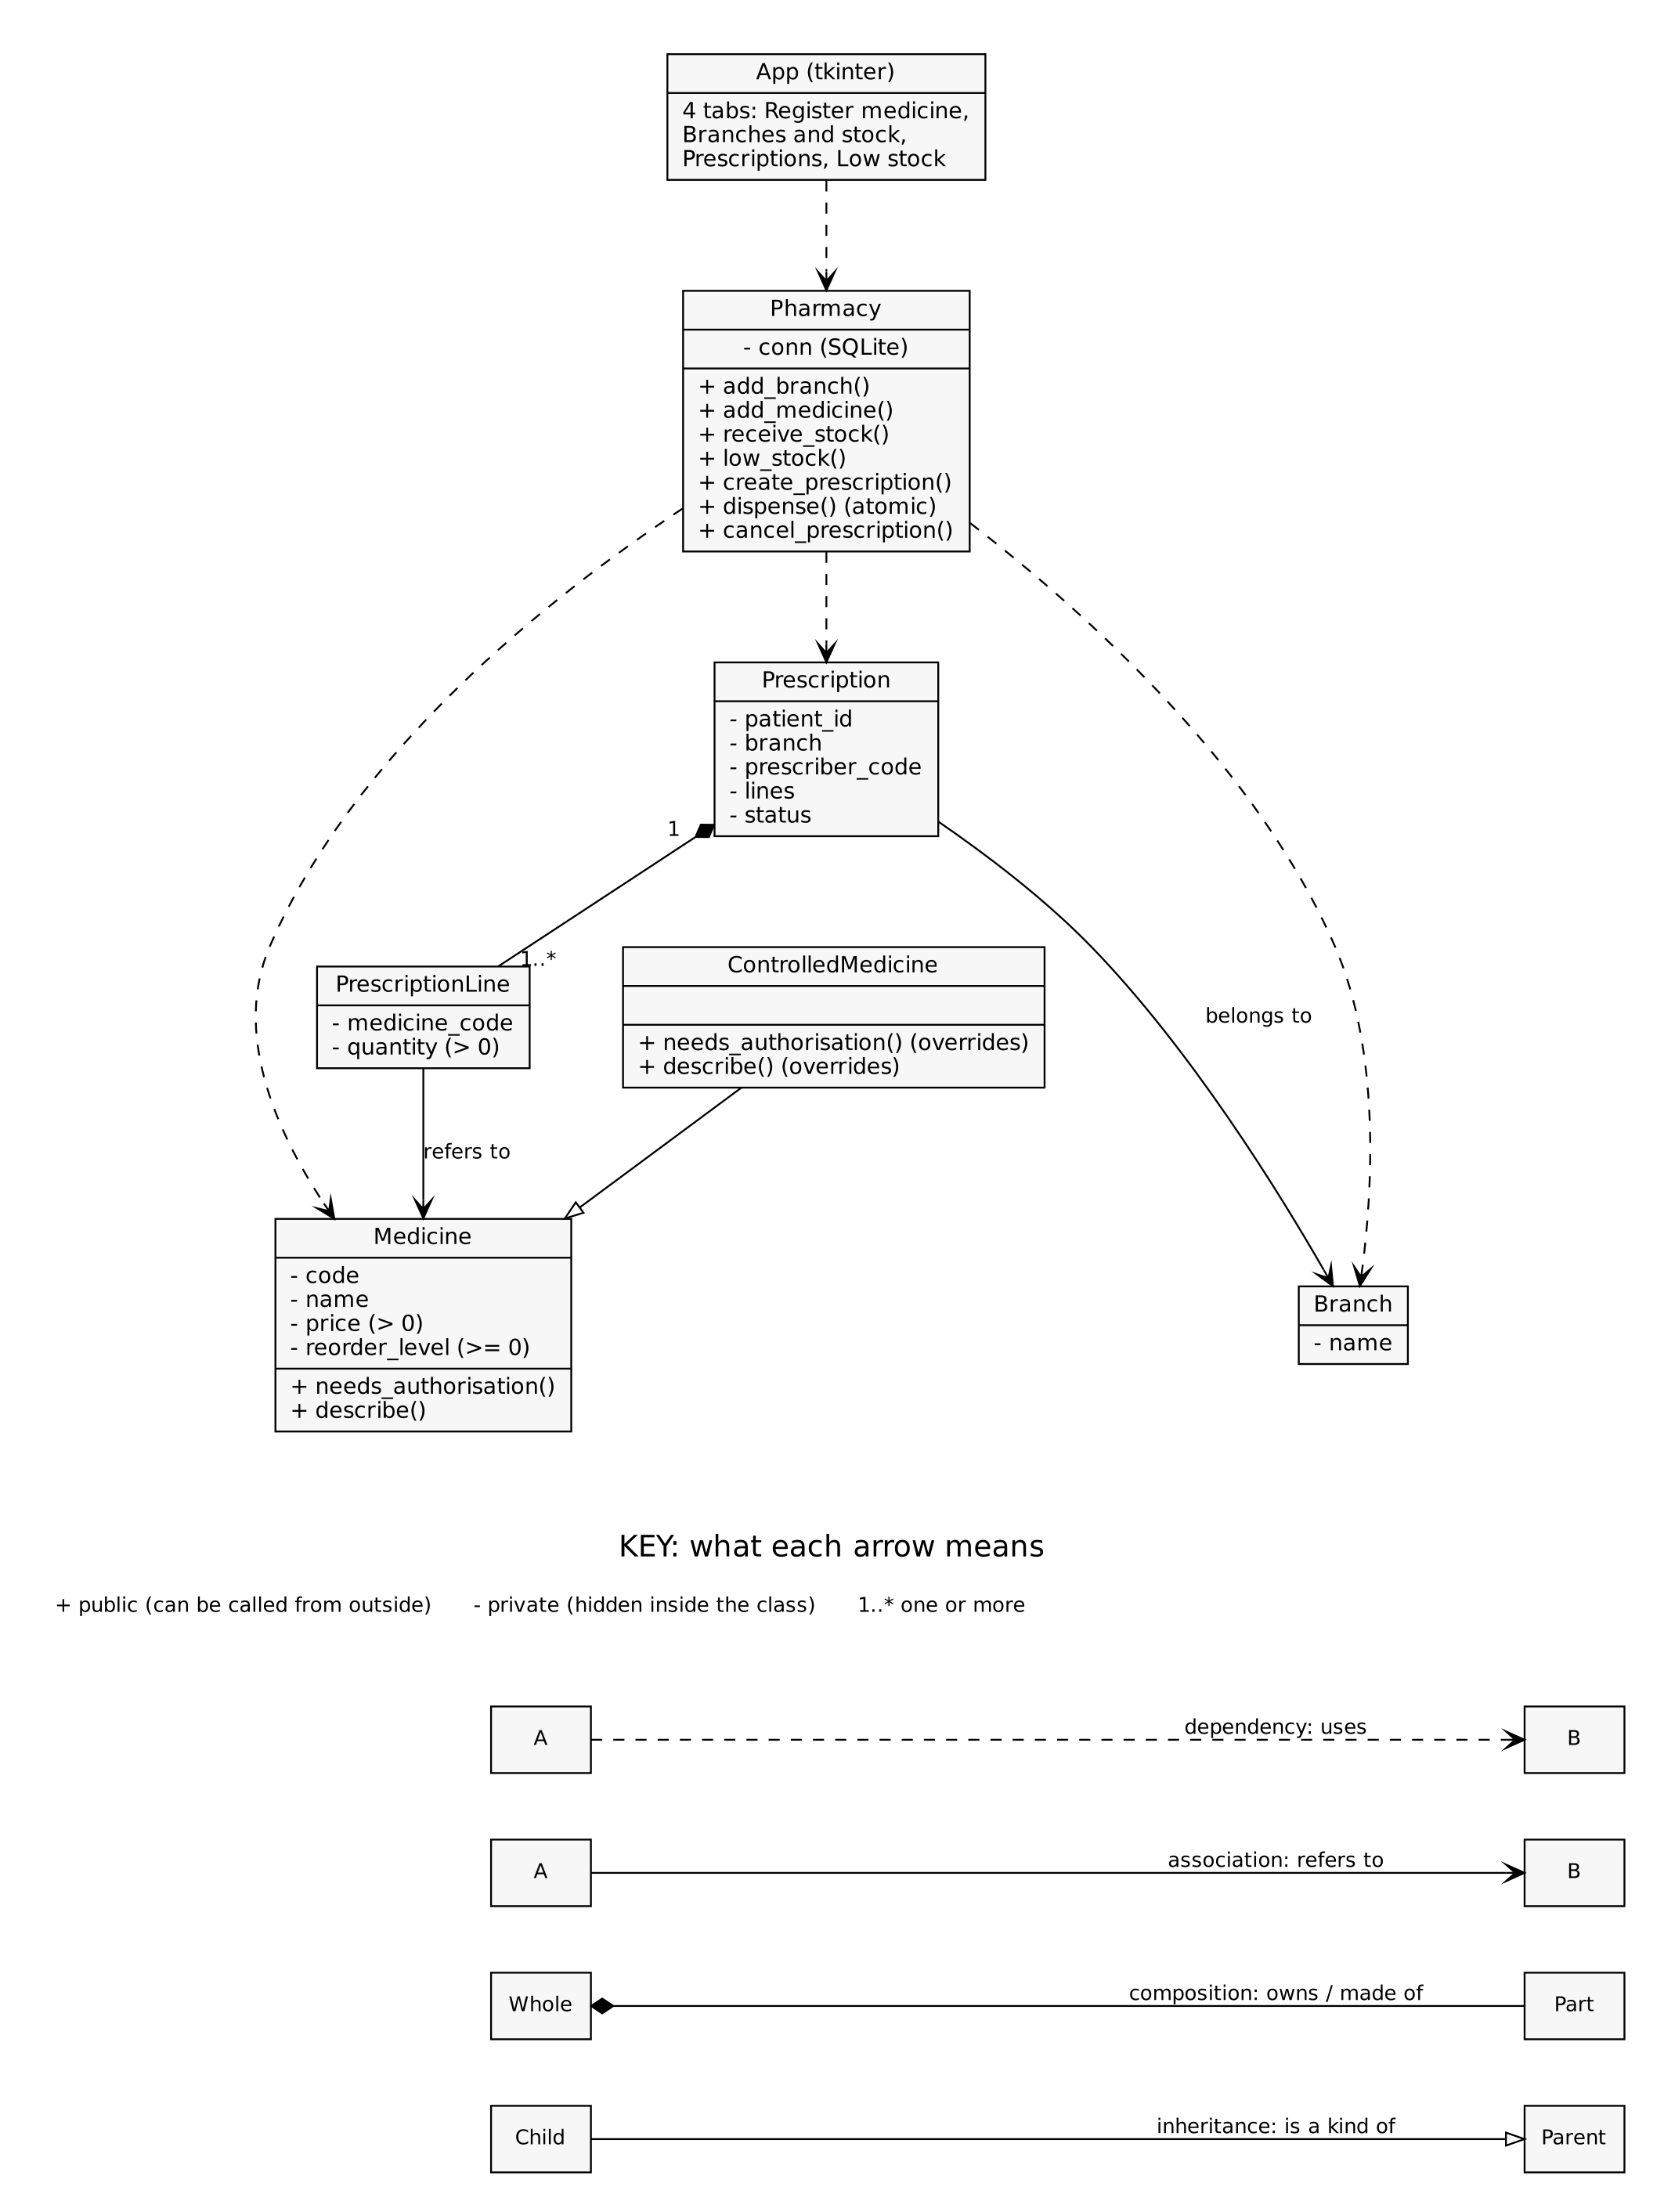 App (tkinter)
4 tabs: Register medicine,
Branches and stock,
Prescriptions, Low stock
Pharmacy
- conn (SQLite)
+ add_branch()
+ add_medicine()
+ receive_stock()
+ low_stock()
+ create_prescription()
+ dispense() (atomic)
+ cancel_prescription()
Prescription
- patient_id
- branch
- prescriber_code
- lines
- status
1
1..*
PrescriptionLine
- medicine_code
- quantity (> 0)
ControlledMedicine
+ needs_authorisation() (overrides)
+ describe() (overrides)
belongs to
refers to
Medicine
- code
- name
- price (> 0)
- reorder_level (>= 0)
+ needs_authorisation()
+ describe()
Branch
- name
KEY: what each arrow means
+ public (can be called from outside) - private (hidden inside the class) 1..* one or more
A dependency: uses B
A association: refers to B
Whole composition: owns / made of Part
Child inheritance: is a kind of Parent